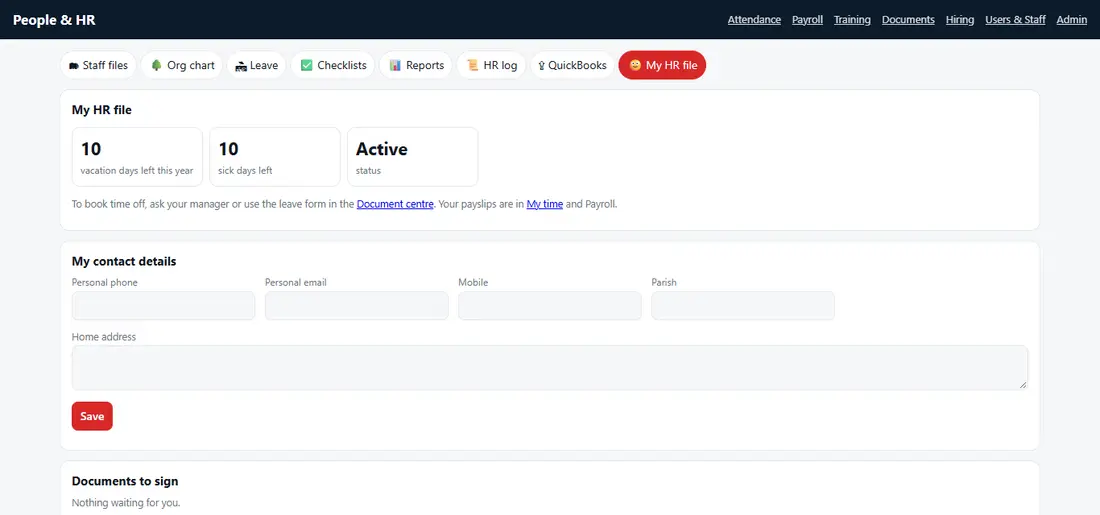 People & HR
Attendance Payroll Training Documents Hiring Users & Staff Admin
Staff files Org chart Leave Checklists Reports HR log QuickBooks My HR file
My HR file
10 10 Active
vacation days left this year sick days left status
To book time off, ask your manager or use the leave form in the Document centre. Your payslips are in My time and Payroll.
My contact details
Personal phone Personal email Mobile Parish
Home address
Save
Documents to sign
Nothing waiting for you.